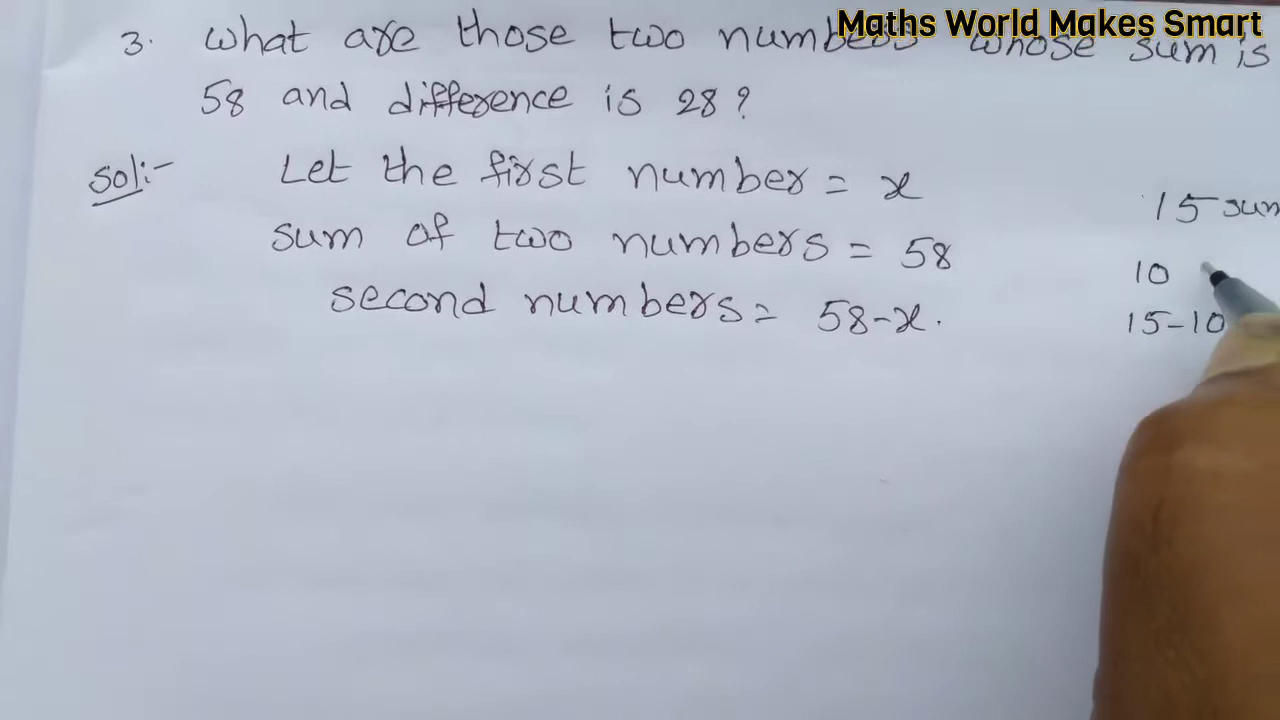 Maths World Makes Smart
3. what are those two numbers whose sum is
58 and difference is 28?
Sol:- Let the first number = x
sum of two numbers = 58
second numbers = 58-x.
15 sum
10
15-10